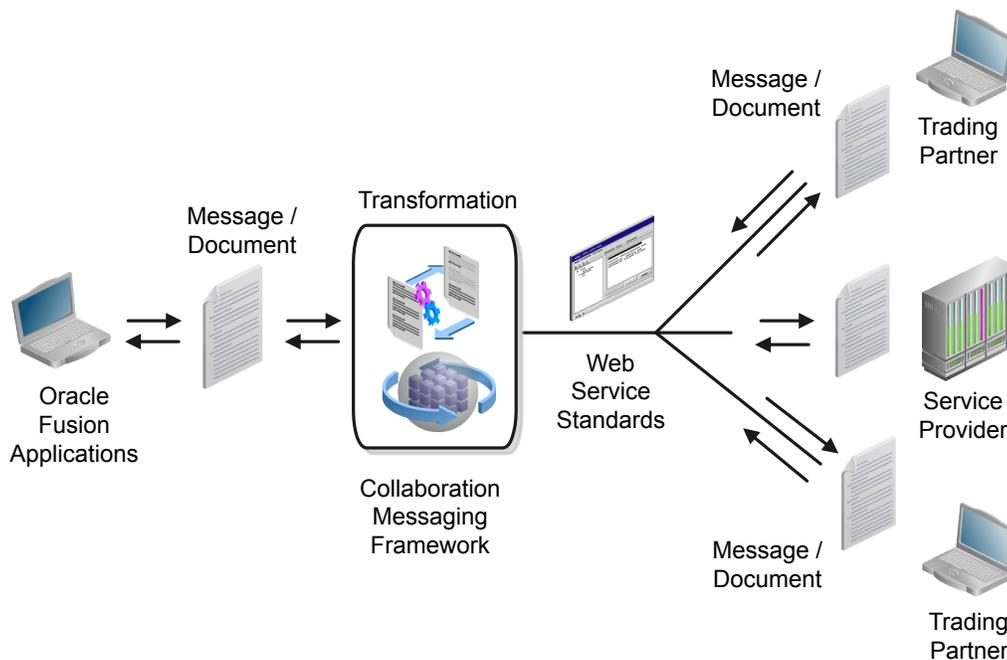 Message /
Document
Trading
Partner
Transformation
Message /
Document
Oracle
Fusion
Applications
Web
Service
Standards
Service
Provider
Collaboration
Messaging
Framework
Message /
Document
Trading
Partner